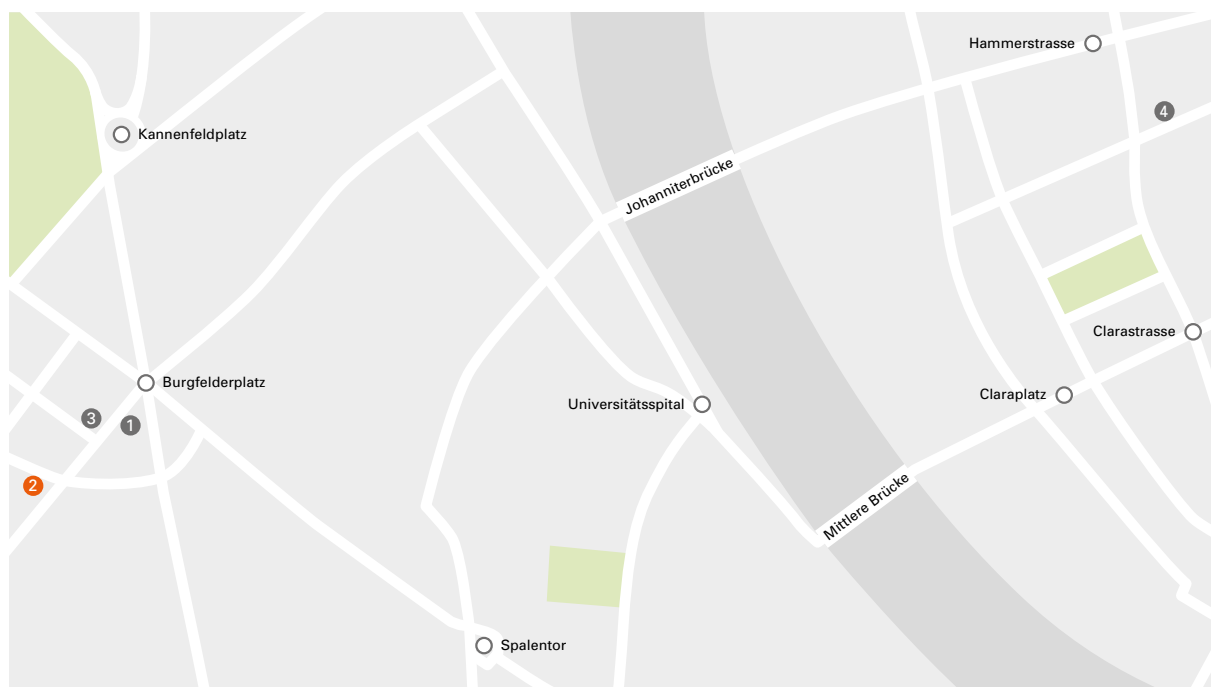 Hammerstrasse
4
Kannenfeldplatz
Johanniterbrücke
Clarastrasse
Burgfelderplatz
Claraplatz
Universitätsspital
3
1
2
Mittlere Brücke
Spalentor